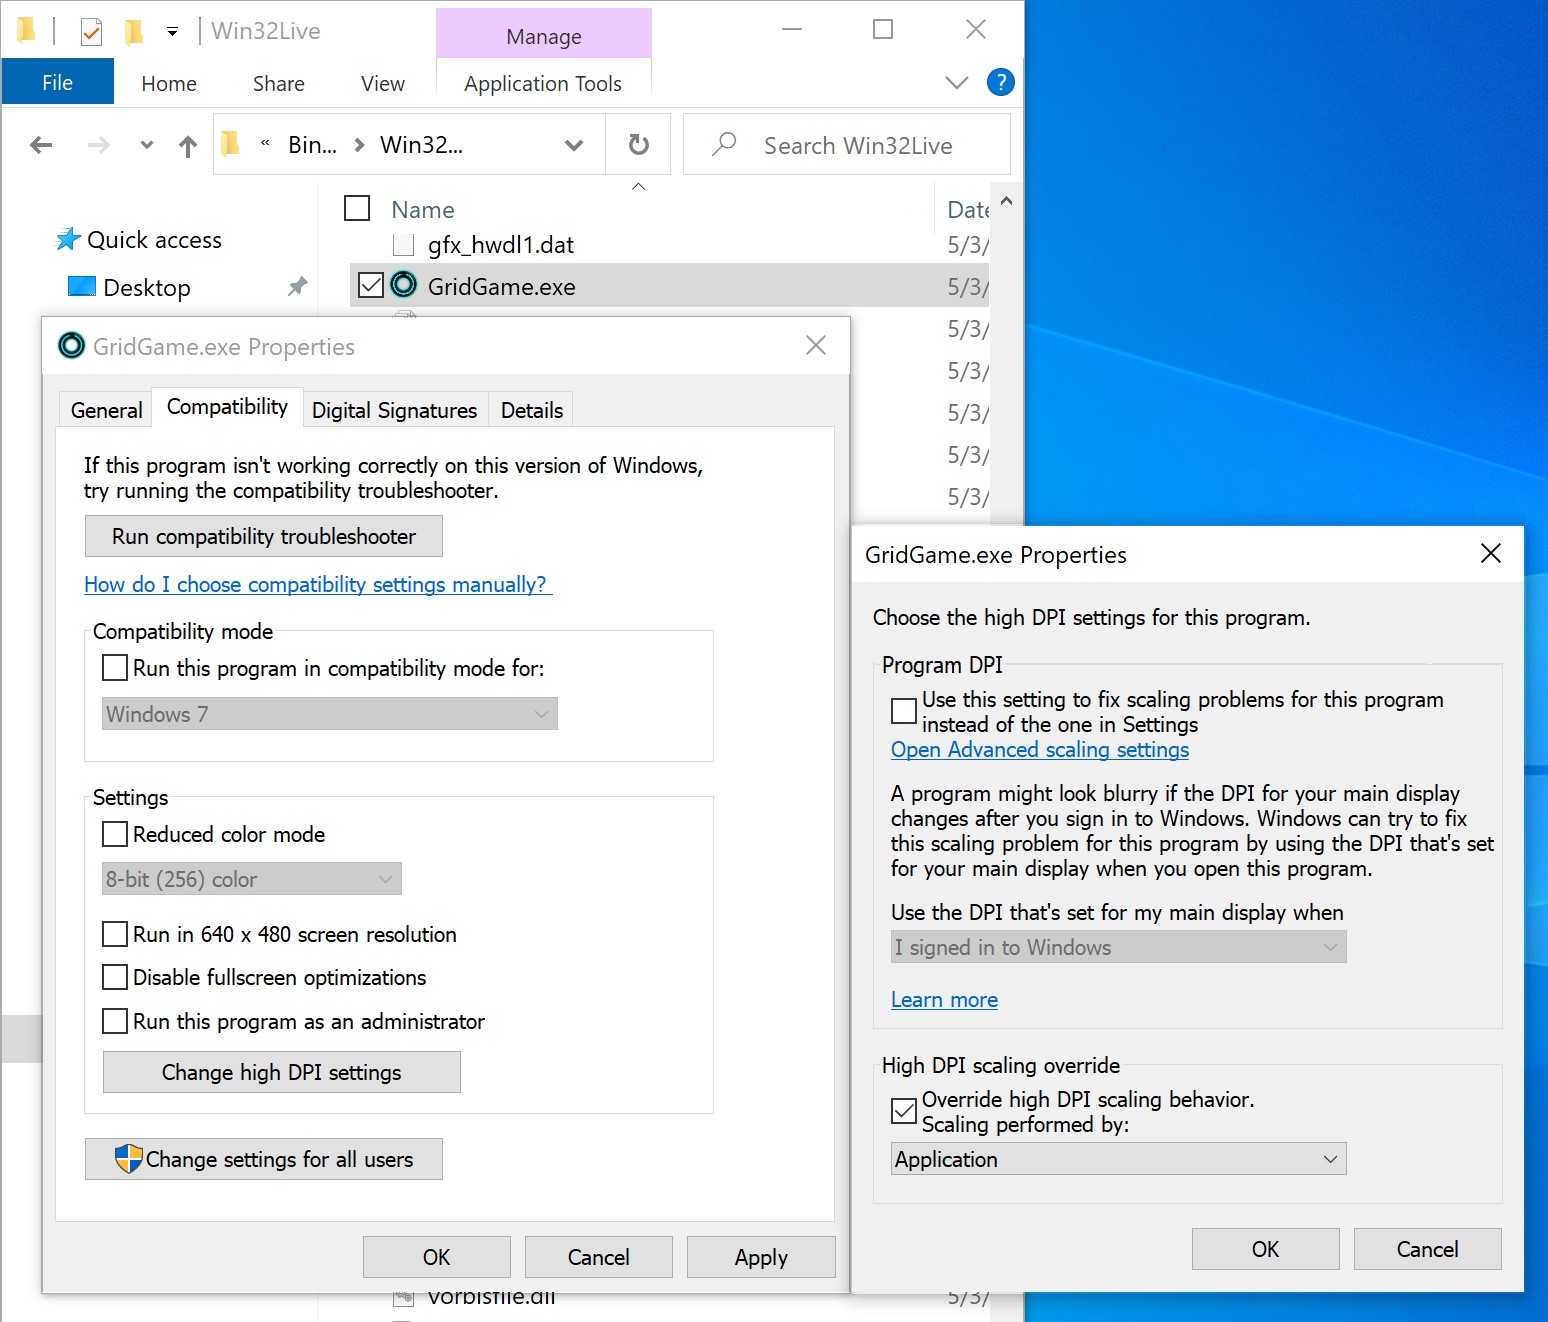 Win32Live
Manage
File
Home
Share
View
Application Tools
?
« Bin... > Win32...
Search Win32Live
Name
Date
Quick access
gfx_hwdl1.dat
5/3/
Desktop
GridGame.exe
5/3/
5/3/
5/3/
5/3/
5/3/
5/3/
GridGame.exe Properties
General
Compatibility
Digital Signatures
Details
If this program isn't working correctly on this version of Windows,
try running the compatibility troubleshooter.
Run compatibility troubleshooter
How do I choose compatibility settings manually?
Compatibility mode
Run this program in compatibility mode for:
Windows 7
Settings
Reduced color mode
8-bit (256) color
Run in 640 x 480 screen resolution
Disable fullscreen optimizations
Run this program as an administrator
Change high DPI settings
Change settings for all users
OK
Cancel
Apply
vorbisfile.dll
5/3/
GridGame.exe Properties
Choose the high DPI settings for this program.
Program DPI
Use this setting to fix scaling problems for this program
instead of the one in Settings
Open Advanced scaling settings
A program might look blurry if the DPI for your main display
changes after you sign in to Windows. Windows can try to fix
this scaling problem for this program by using the DPI that's set
for your main display when you open this program.
Use the DPI that's set for my main display when
I signed in to Windows
Learn more
High DPI scaling override
Override high DPI scaling behavior.
Scaling performed by:
Application
OK
Cancel